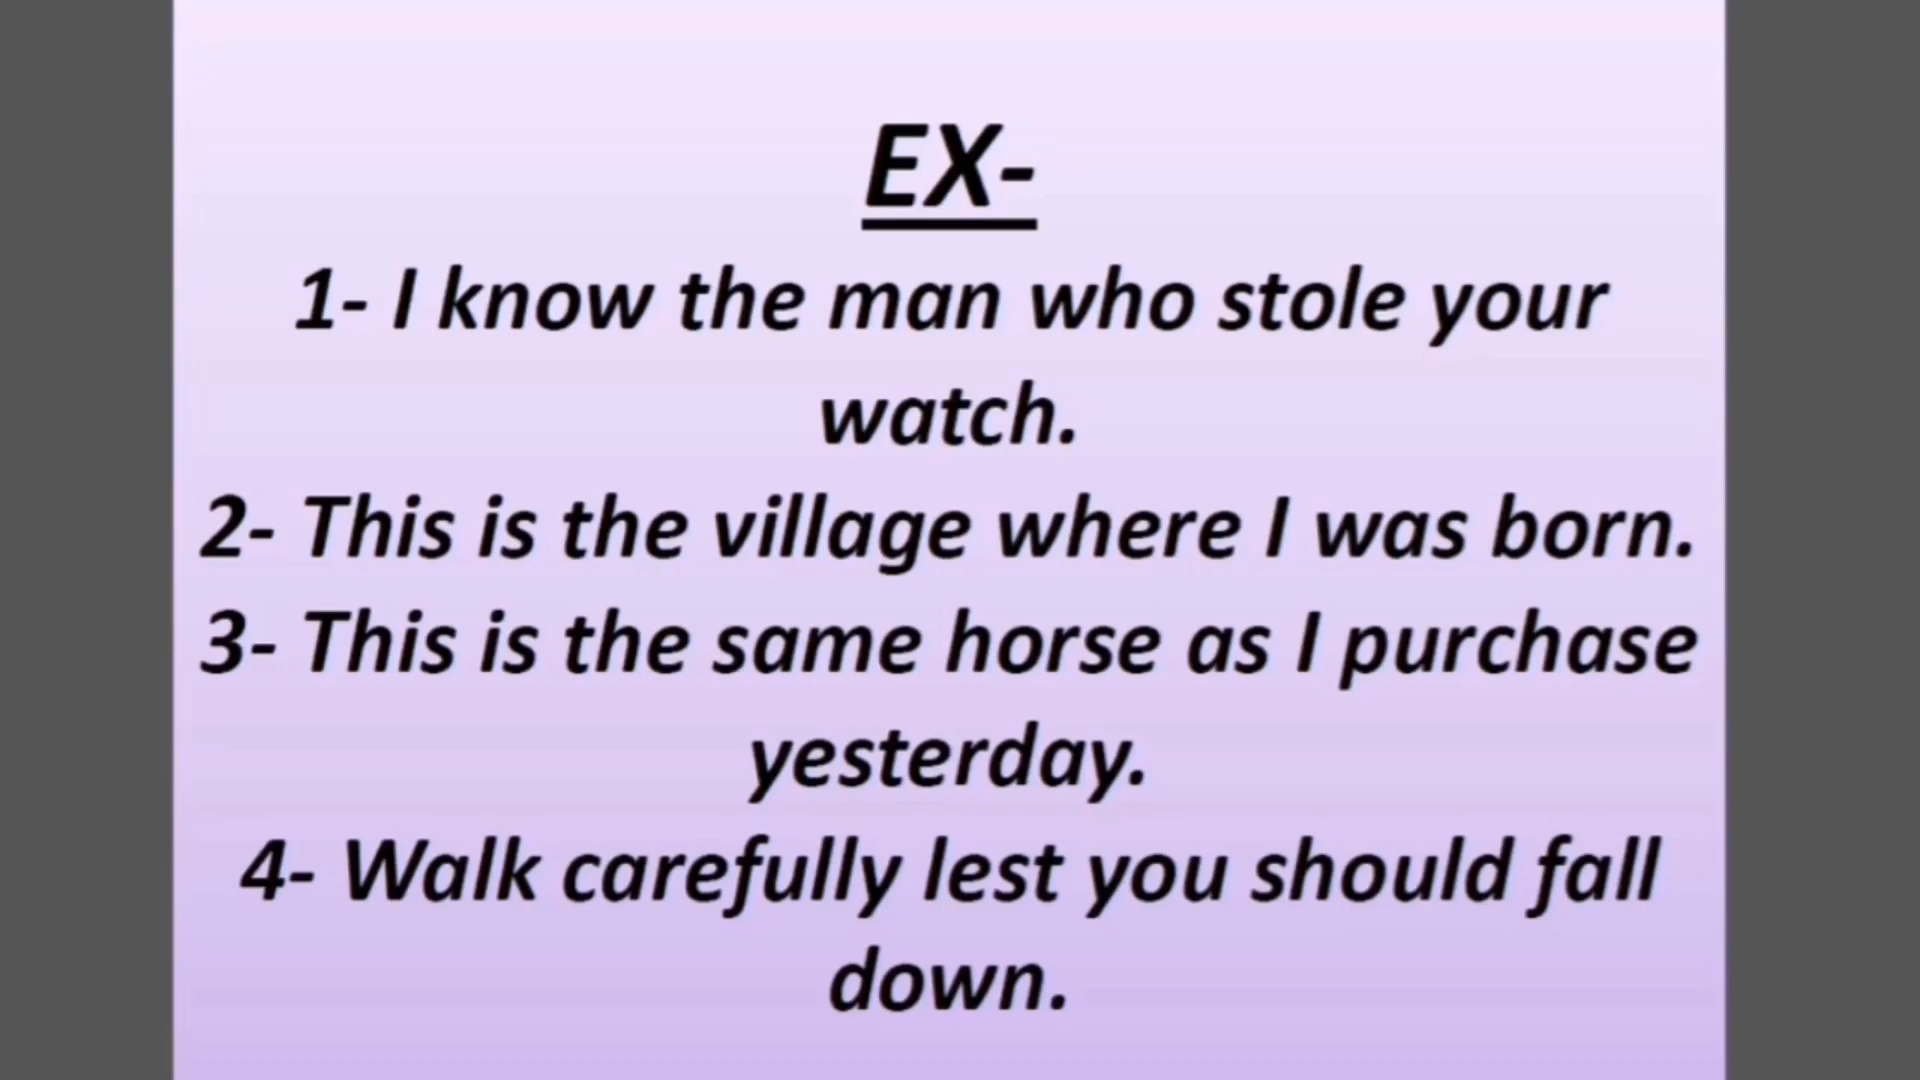 EX-
1- I know the man who stole your
watch.
2- This is the village where I was born.
3- This is the same horse as I purchase
yesterday.
4- Walk carefully lest you should fall
down.